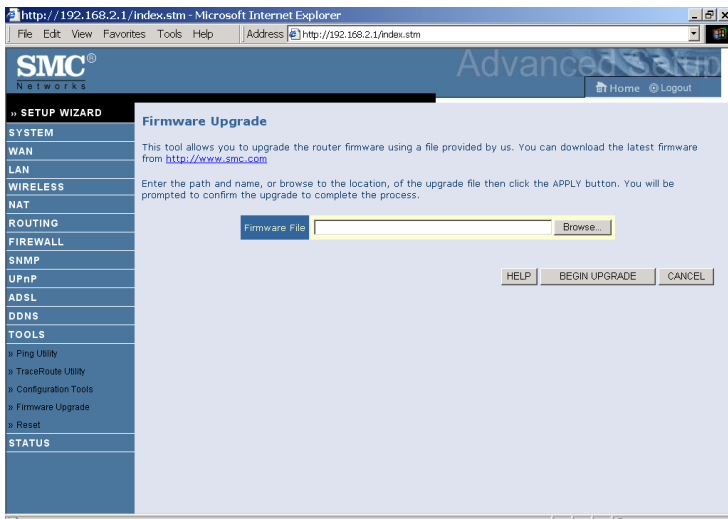 http://192.168.2.1/index.stm - Microsoft Internet Explorer
File Edit View Favorites Tools Help Address http://192.168.2.1/index.stm
SMC®
Networks
Advanced Setup
Home Logout
» SETUP WIZARD
SYSTEM
WAN
LAN
WIRELESS
NAT
ROUTING
FIREWALL
SNMP
UPnP
ADSL
DDNS
TOOLS
» Ping Utility
» TraceRoute Utility
» Configuration Tools
» Firmware Upgrade
» Reset
STATUS
Firmware Upgrade
This tool allows you to upgrade the router firmware using a file provided by us. You can download the latest firmware
from http://www.smc.com
Enter the path and name, or browse to the location, of the upgrade file then click the APPLY button. You will be
prompted to confirm the upgrade to complete the process.
Firmware File Browse...
HELP BEGIN UPGRADE CANCEL